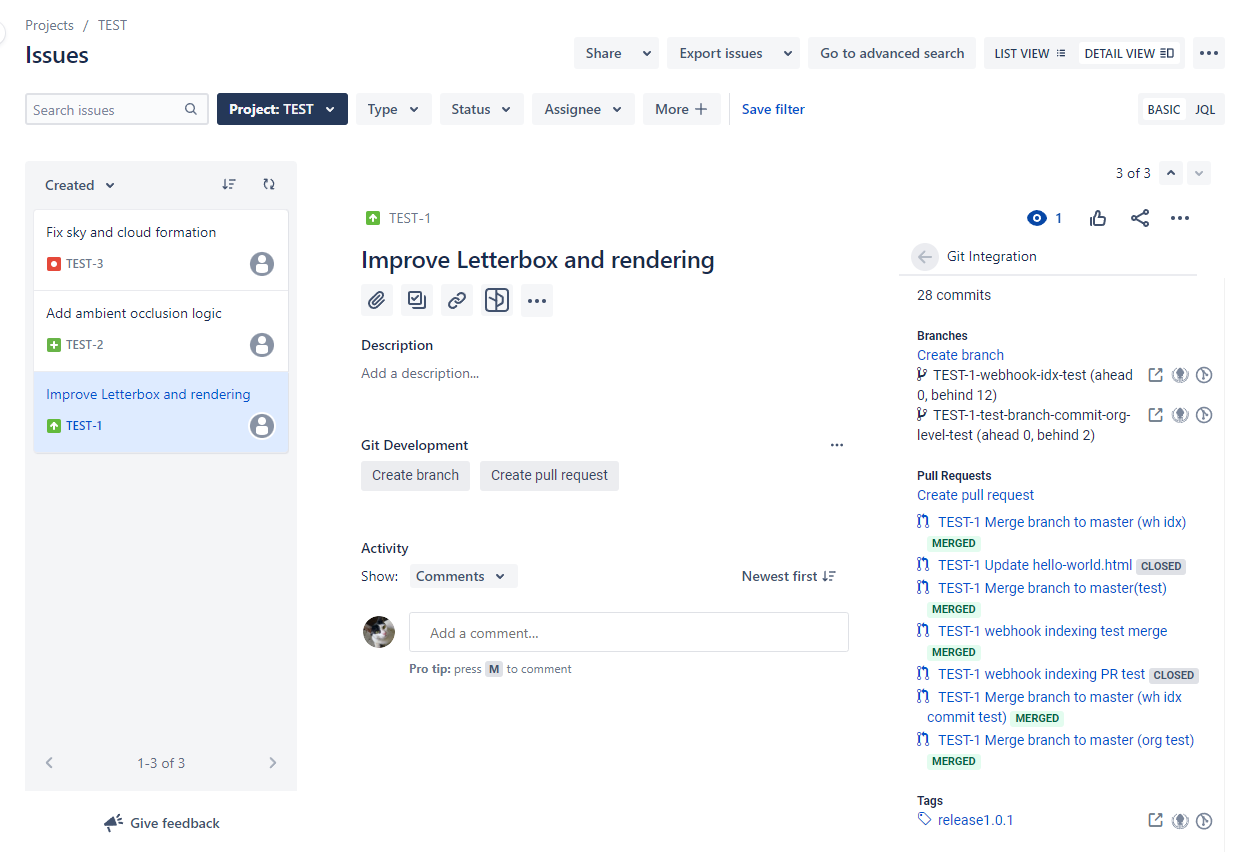 Projects / TEST
Issues
Share
Export issues
Go to advanced search
LIST VIEW
DETAIL VIEW
Search issues
Project: TEST
Type
Status
Assignee
More
Save filter
BASIC
JQL
Created
Fix sky and cloud formation
TEST-3
Add ambient occlusion logic
TEST-2
Improve Letterbox and rendering
TEST-1
1-3 of 3
Give feedback
3 of 3
TEST-1
1
Improve Letterbox and rendering
Description
Add a description...
Git Development
Create branch
Create pull request
Activity
Show:
Comments
Newest first
Add a comment...
Pro tip: press M to comment
Git Integration
28 commits
Branches
Create branch
TEST-1-webhook-idx-test (ahead
0, behind 12)
TEST-1-test-branch-commit-org-
level-test (ahead 0, behind 2)
Pull Requests
Create pull request
TEST-1 Merge branch to master (wh idx)
MERGED
TEST-1 Update hello-world.html CLOSED
TEST-1 Merge branch to master(test)
MERGED
TEST-1 webhook indexing test merge
MERGED
TEST-1 webhook indexing PR test CLOSED
TEST-1 Merge branch to master (wh idx
commit test) MERGED
TEST-1 Merge branch to master (org test)
MERGED
Tags
release1.0.1